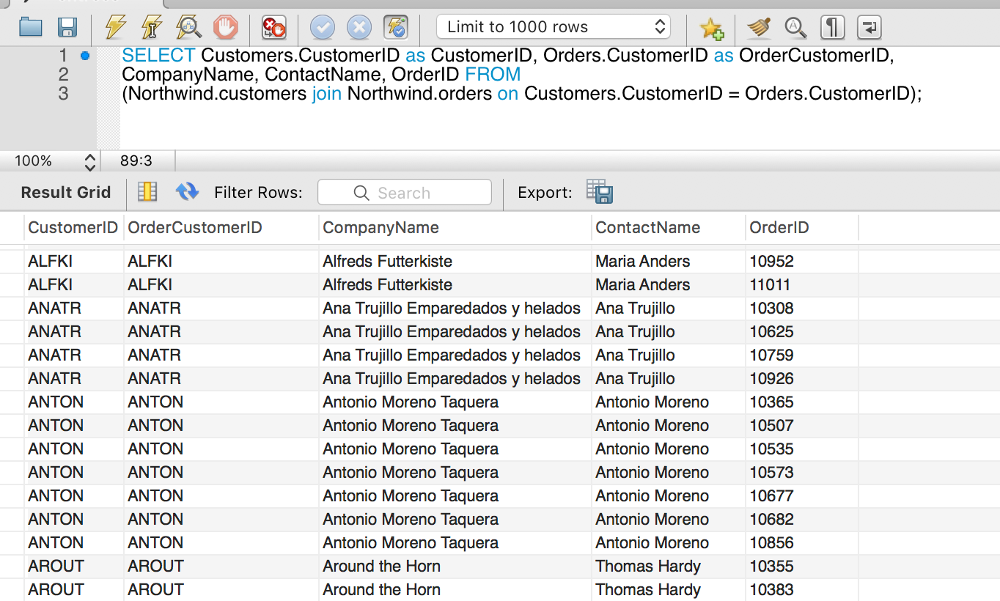 Limit to 1000 rows
1 SELECT Customers.CustomerID as CustomerID, Orders.CustomerID as OrderCustomerID,
2 CompanyName, ContactName, OrderID FROM
3 (Northwind.customers join Northwind.orders on Customers.CustomerID = Orders.CustomerID);
100% 89:3
Result Grid Filter Rows: Search Export:
CustomerID OrderCustomerID CompanyName ContactName OrderID
ALFKI ALFKI Alfreds Futterkiste Maria Anders 10952
ALFKI ALFKI Alfreds Futterkiste Maria Anders 11011
ANATR ANATR Ana Trujillo Emparedados y helados Ana Trujillo 10308
ANATR ANATR Ana Trujillo Emparedados y helados Ana Trujillo 10625
ANATR ANATR Ana Trujillo Emparedados y helados Ana Trujillo 10759
ANATR ANATR Ana Trujillo Emparedados y helados Ana Trujillo 10926
ANTON ANTON Antonio Moreno Taquera Antonio Moreno 10365
ANTON ANTON Antonio Moreno Taquera Antonio Moreno 10507
ANTON ANTON Antonio Moreno Taquera Antonio Moreno 10535
ANTON ANTON Antonio Moreno Taquera Antonio Moreno 10573
ANTON ANTON Antonio Moreno Taquera Antonio Moreno 10677
ANTON ANTON Antonio Moreno Taquera Antonio Moreno 10682
ANTON ANTON Antonio Moreno Taquera Antonio Moreno 10856
AROUT AROUT Around the Horn Thomas Hardy 10355
AROUT AROUT Around the Horn Thomas Hardy 10383